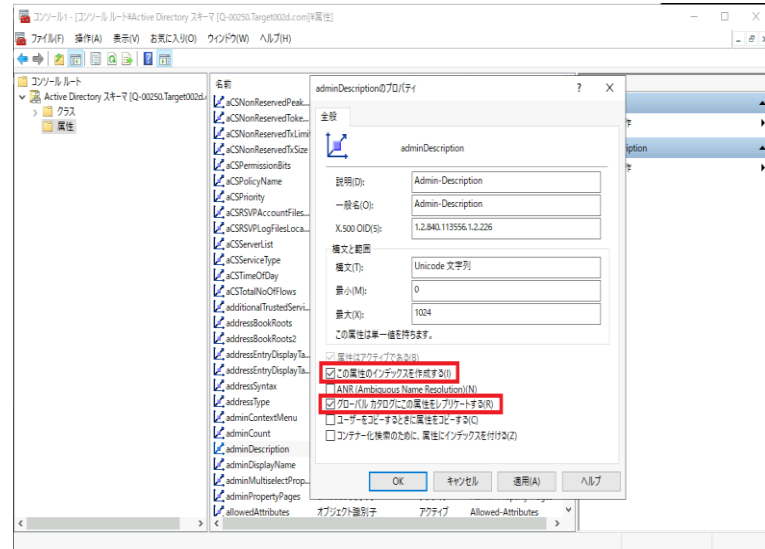 コンソール1 - [コンソール ルート¥Active Directory スキーマ [Q-00250.Target002d.com]¥属性]
ファイル(F) 操作(A) 表示(V) お気に入り(O) ウィンドウ(W) ヘルプ(H)
コンソール ルート
Active Directory スキーマ [Q-00250.Target002d.
クラス
属性
名前
aCSNonReservedPeak...
aCSNonReservedToke...
aCSNonReservedTxLimi
aCSNonReservedTxSize
aCSPermissionBits
aCSPolicyName
aCSPriority
aCSRSVPAccountFiles...
aCSRSVPLogFilesLoca...
aCSServerList
aCSServiceType
aCSTimeOfDay
aCSTotalNoOfFlows
additionalTrustedServi...
addressBookRoots
addressBookRoots2
addressEntryDisplayTa...
addressEntryDisplayTa...
addressSyntax
addressType
adminContextMenu
adminCount
adminDescription
adminDisplayName
adminMultiselectProp...
adminPropertyPages
allowedAttributes オブジェクト識別子 アクティブ Allowed-Attributes
adminDescriptionのプロパティ
全般
adminDescription
説明(D): Admin-Description
一般名(O): Admin-Description
X.500 OID(5): 1.2.840.113556.1.2.226
構文と範囲
構文(T): Unicode 文字列
最小(M): 0
最大(X): 1024
この属性は単一値を持ちます。
属性はアクティブである(B)
この属性のインデックスを作成する(I)
ANR (Ambiguous Name Resolution)(N)
グローバル カタログにこの属性をレプリケートする(R)
ユーザーをコピーするときに属性をコピーする(C)
コンテナー化検索のために、属性にインデックスを付ける(Z)
OK キャンセル 適用(A) ヘルプ
作
iption
作